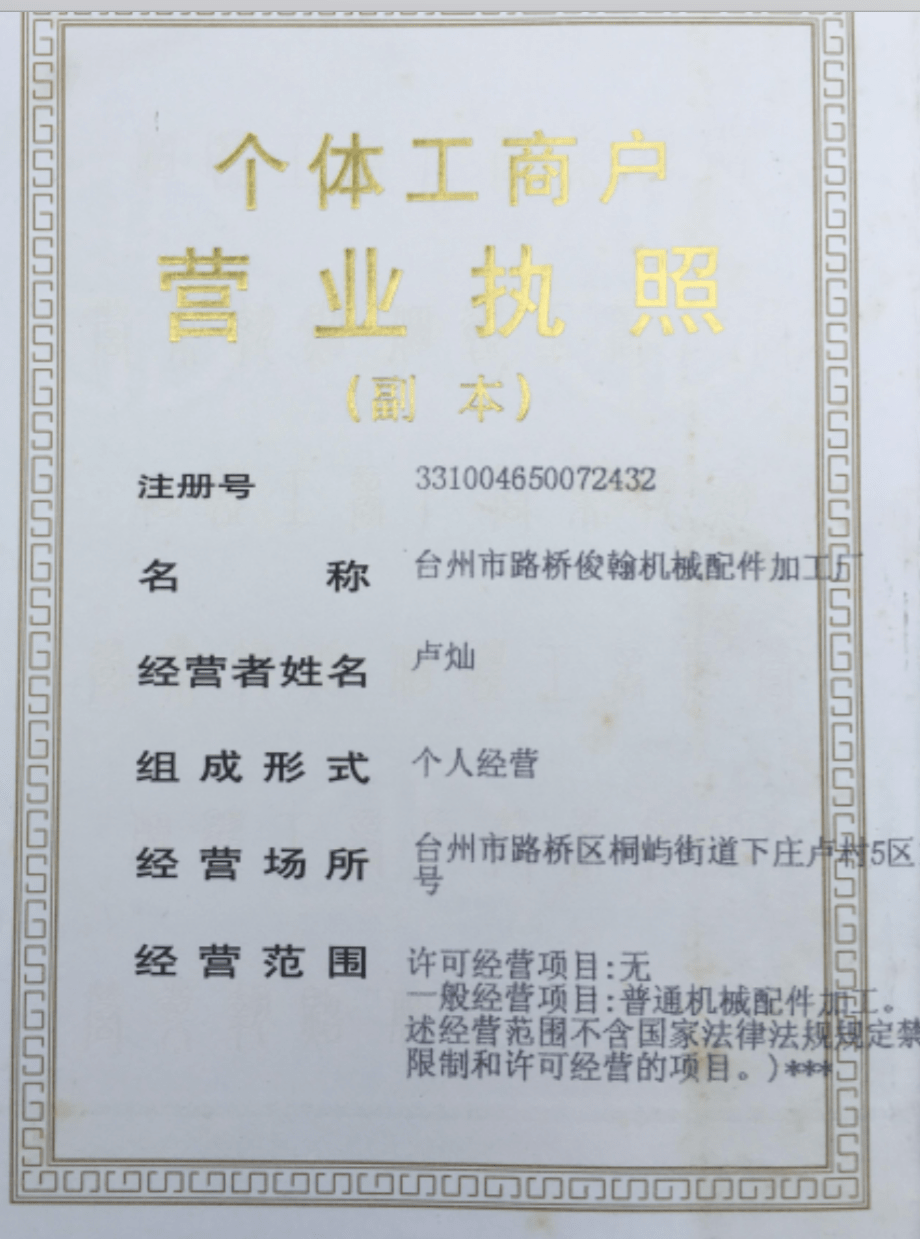 个体工商户
营业执照
(副本)
注册号 331004650072432
名称 台州市路桥俊翰机械配件加工厂
经营者姓名 卢灿
组成形式 个人经营
经营场所 台州市路桥区桐屿街道下庄卢村5区
号
经营范围 许可经营项目:无
一般经营项目:普通机械配件加工。
述经营范围不含国家法律法规规定禁
限制和许可经营的项目。)***